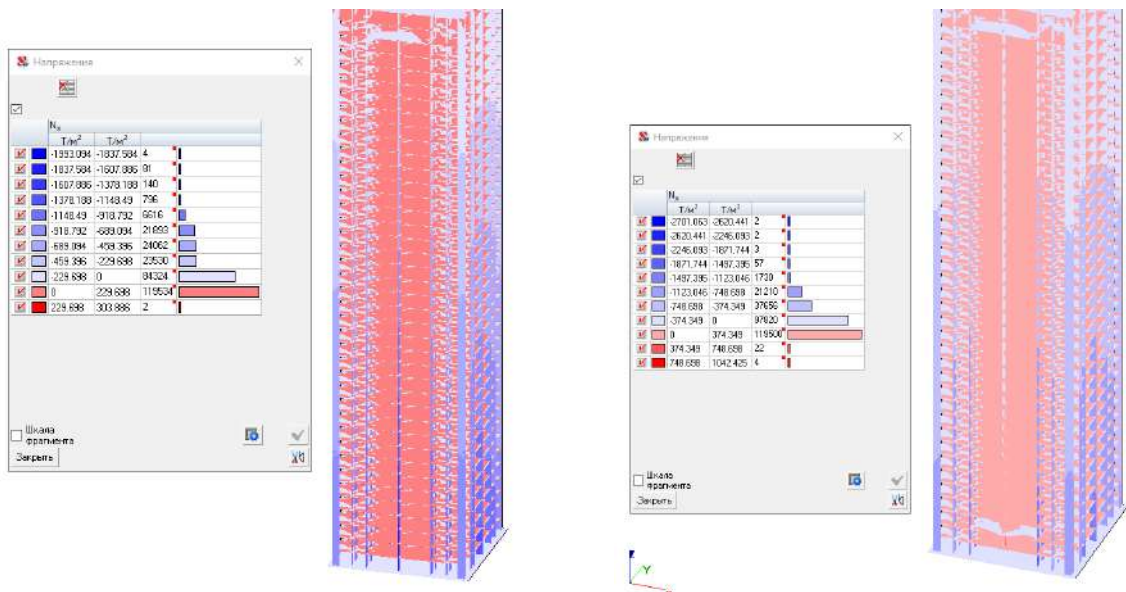 Напряжения
Nx
Т/м2 Т/м2
-1993.094 -1837.584 4
-1837.584 -1607.886 81
-1607.886 -1378.188 140
-1378.188 -1148.49 796
-1148.49 -918.792 6616
-918.792 -689.094 21893
-689.094 -459.396 24062
-459.396 -229.698 23530
-229.698 0 84324
0 229.698 119534
229.698 303.886 2
Шкала
фрагмента
Закрыть
Напряжения
Nx
Т/м2 Т/м2
-2701.063 -2620.441 2
-2620.441 -2246.093 2
-2246.093 -1871.744 3
-1871.744 -1497.395 57
-1497.395 -1123.046 1739
-1123.046 -748.698 21210
-748.698 -374.349 37656
-374.349 0 97820
0 374.349 119508
374.349 748.698 22
748.698 1042.425 4
Шкала
фрагмента
Закрыть
Y